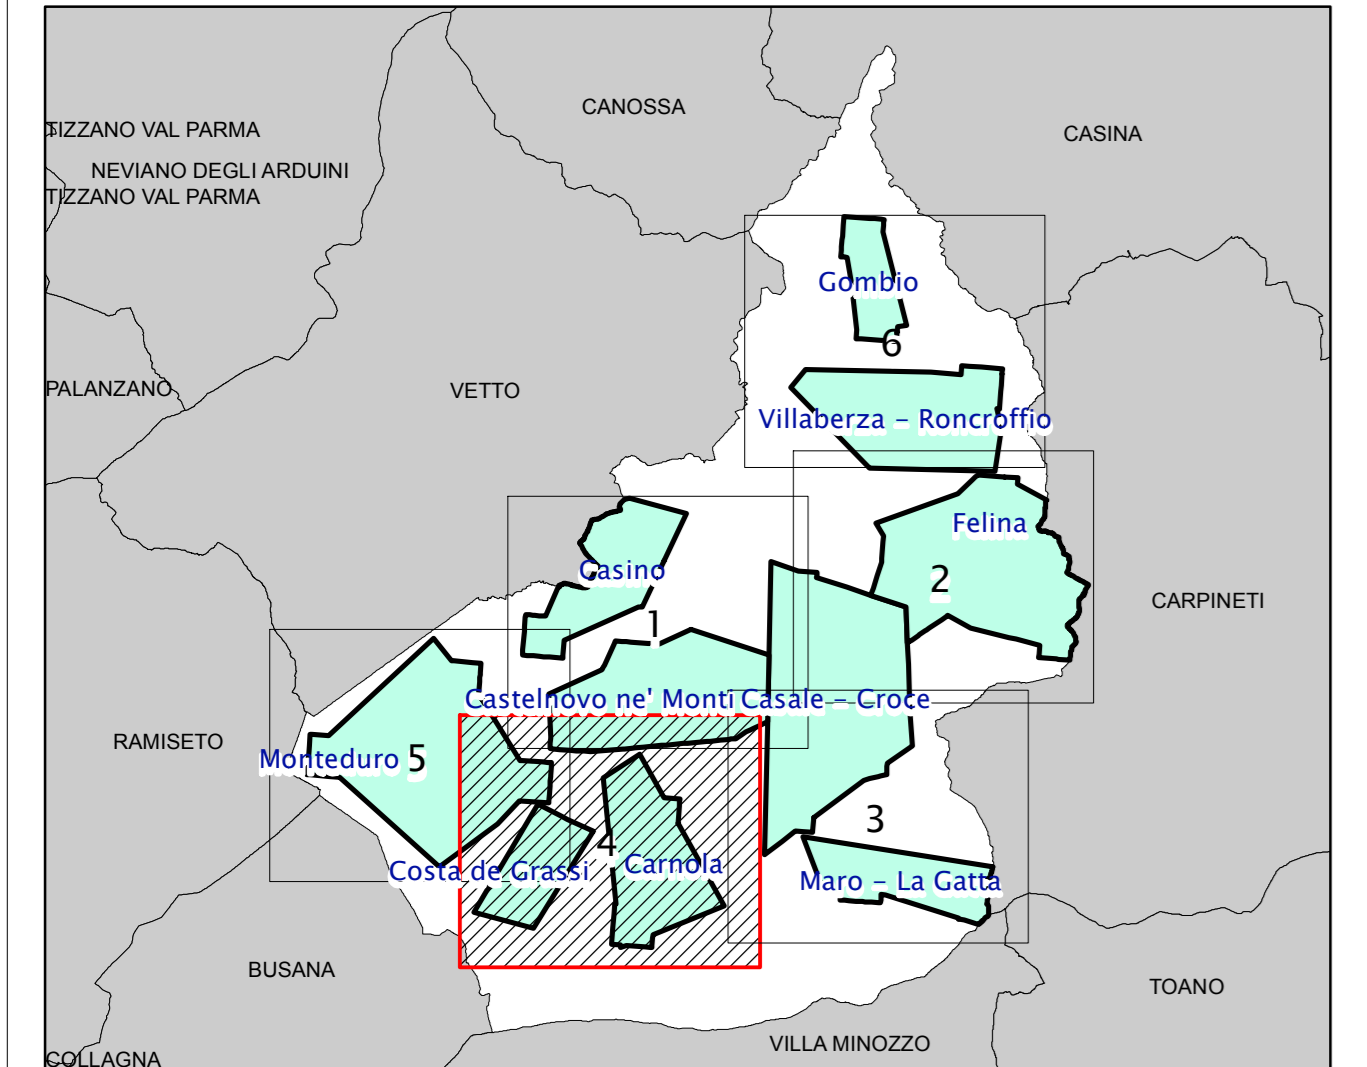 CANOSSA
TIZZANO VAL PARMA
CASINA
NEVIANO DEGLI ARDUINI
TIZZANO VAL PARMA
Gombio
6
PALANZANO
VETTO
Villaberza - Roncroffio
Felina
Casino
2
CARPINETI
1
Castelnovo ne' Monti
Casale - Croce
RAMISETO
Monteduro
5
3
4
Costa de Grassi
Carnola
Maro - La Gatta
BUSANA
TOANO
VILLA MINOZZO
COLLAGNA